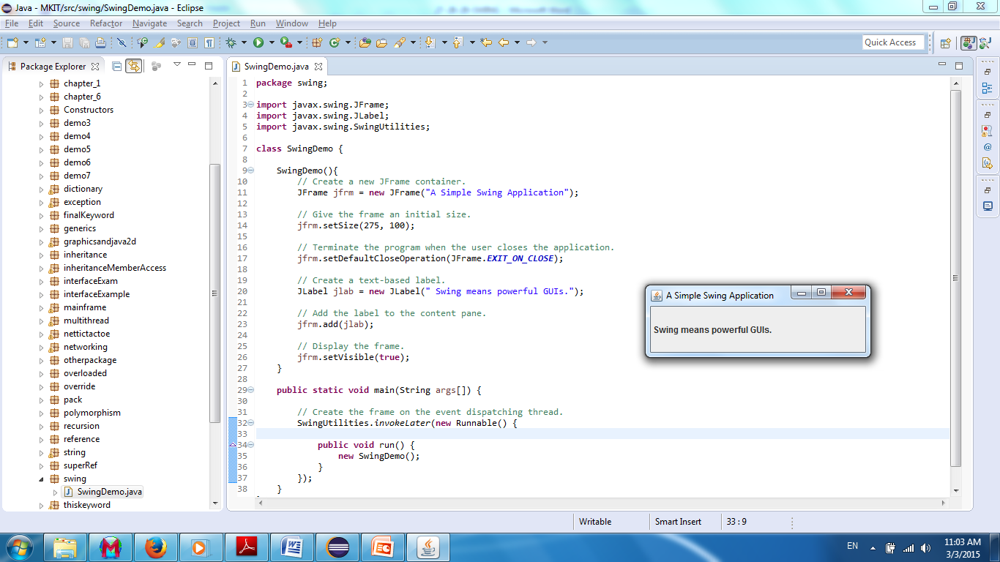 Java - MKIT/src/swing/SwingDemo.java - Eclipse
File Edit Source Refactor Navigate Search Project Run Window Help
Quick Access
Package Explorer
chapter_1
chapter_6
Constructors
demo3
demo4
demo5
demo6
demo7
dictionary
exception
finalKeyword
generics
graphicsandjava2d
inheritance
inheritanceMemberAccess
interfaceExam
interfaceExample
mainframe
multithread
nettictactoe
networking
otherpackage
overloaded
override
pack
polymorphism
recursion
reference
string
superRef
swing
SwingDemo.java
thiskeyword
SwingDemo.java
1 package swing;
2
3 import javax.swing.JFrame;
4 import javax.swing.JLabel;
5 import javax.swing.SwingUtilities;
6
7 class SwingDemo {
8
9 SwingDemo(){
10 // Create a new JFrame container.
11 JFrame jfrm = new JFrame("A Simple Swing Application");
12
13 // Give the frame an initial size.
14 jfrm.setSize(275, 100);
15
16 // Terminate the program when the user closes the application.
17 jfrm.setDefaultCloseOperation(JFrame.EXIT_ON_CLOSE);
18
19 // Create a text-based label.
20 JLabel jlab = new JLabel(" Swing means powerful GUIs.");
21
22 // Add the label to the content pane.
23 jfrm.add(jlab);
24
25 // Display the frame.
26 jfrm.setVisible(true);
27 }
28
29 public static void main(String args[]) {
30
31 // Create the frame on the event dispatching thread.
32 SwingUtilities.invokeLater(new Runnable() {
33
34 public void run() {
35 new SwingDemo();
36 }
37 });
38 }
A Simple Swing Application
Swing means powerful GUIs.
Writable Smart Insert 33 : 9
EN
11:03 AM
3/3/2015